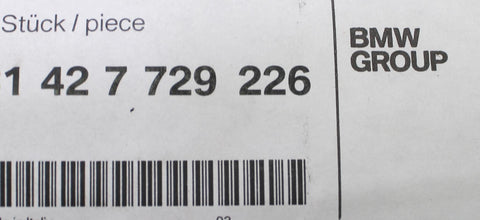 Stück / piece
1 42 7 729 226
BMW
GROUP